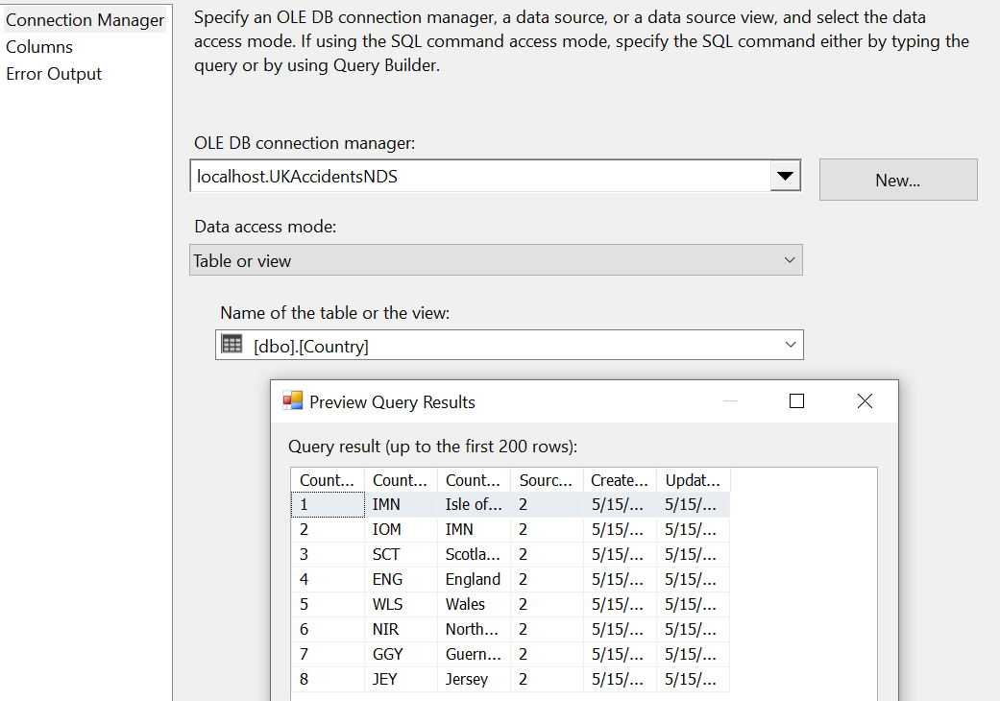 Connection Manager
Columns
Error Output
Specify an OLE DB connection manager, a data source, or a data source view, and select the data
access mode. If using the SQL command access mode, specify the SQL command either by typing the
query or by using Query Builder.
OLE DB connection manager:
localhost.UKAccidentsNDS
New...
Data access mode:
Table or view
Name of the table or the view:
[dbo].[Country]
Preview Query Results
Query result (up to the first 200 rows):
Count... Count... Count... Sourc... Create... Updat...
1 IMN Isle of... 2 5/15/... 5/15/...
2 IOM IMN 2 5/15/... 5/15/...
3 SCT Scotla... 2 5/15/... 5/15/...
4 ENG England 2 5/15/... 5/15/...
5 WLS Wales 2 5/15/... 5/15/...
6 NIR North... 2 5/15/... 5/15/...
7 GGY Guern... 2 5/15/... 5/15/...
8 JEY Jersey 2 5/15/... 5/15/...